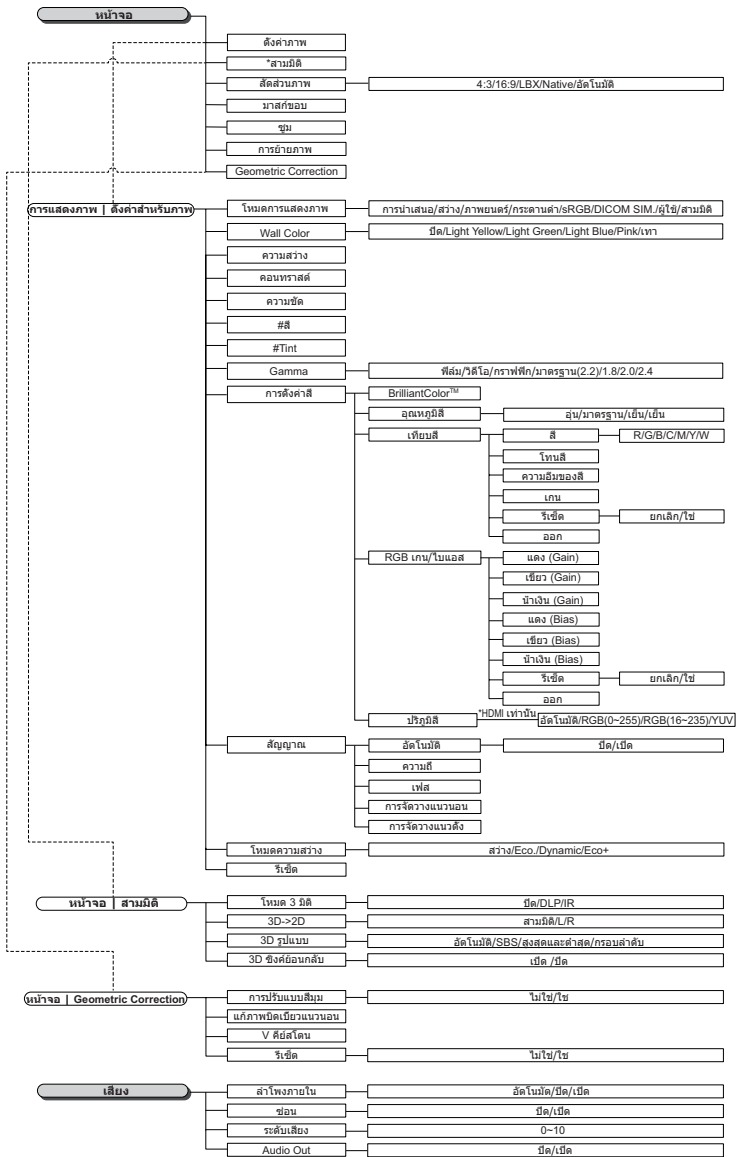 หน้าจอ
ตั้งค่าภาพ
*สามมิติ
สัดส่วนภาพ
4:3/16:9/LBX/Native/อัตโนมัติ
มาสก์ขอบ
ซูม
การย้ายภาพ
Geometric Correction
การแสดงภาพ | ตั้งค่าสำหรับภาพ
โหมดการแสดงภาพ
การนำเสนอ/สว่าง/ภาพยนตร์/กระดานดำ/sRGB/DICOM SIM./ผู้ใช้/สามมิติ
Wall Color
ปิด/Light Yellow/Light Green/Light Blue/Pink/เทา
ความสว่าง
คอนทราสต์
ความชัด
#สี
#Tint
Gamma
ฟิล์ม/วิดีโอ/กราฟฟิก/มาตรฐาน(2.2)/1.8/2.0/2.4
การตั้งค่าสี
BrilliantColor™
อุณหภูมิสี
อุ่น/มาตรฐาน/เย็น/เย็น
เทียบสี
สี
R/G/B/C/M/Y/W
โทนสี
ความอิ่มของสี
เกน
รีเซ็ต
ยกเลิก/ใช่
ออก
RGB เกน/ไบแอส
แดง (Gain)
เขียว (Gain)
น้ำเงิน (Gain)
แดง (Bias)
เขียว (Bias)
น้ำเงิน (Bias)
รีเซ็ต
ยกเลิก/ใช่
ออก
ปริภูมิสี
*HDMI เท่านั้น
อัตโนมัติ/RGB(0~255)/RGB(16~235)/YUV
สัญญาณ
อัตโนมัติ
ปิด/เปิด
ความถี่
เฟส
การจัดวางแนวนอน
การจัดวางแนวตั้ง
โหมดความสว่าง
สว่าง/Eco./Dynamic/Eco+
รีเซ็ต
หน้าจอ | สามมิติ
โหมด 3 มิติ
ปิด/DLP/IR
3D->2D
สามมิติ/L/R
3D รูปแบบ
อัตโนมัติ/SBS/สูงสุดและต่ำสุด/กรอบลำดับ
3D ซิงค์ย้อนกลับ
เปิด /ปิด
หน้าจอ | Geometric Correction
การปรับแบบสี่มุม
ไม่ใช่/ใช่
แก้ภาพบิดเบี้ยวแนวนอน
V คีย์สโตน
รีเซ็ต
ไม่ใช่/ใช่
เสียง
ลำโพงภายใน
อัตโนมัต/ปิด/เปิด
ซ่อน
ปิด/เปิด
ระดับเสียง
0~10
Audio Out
ปิด/เปิด